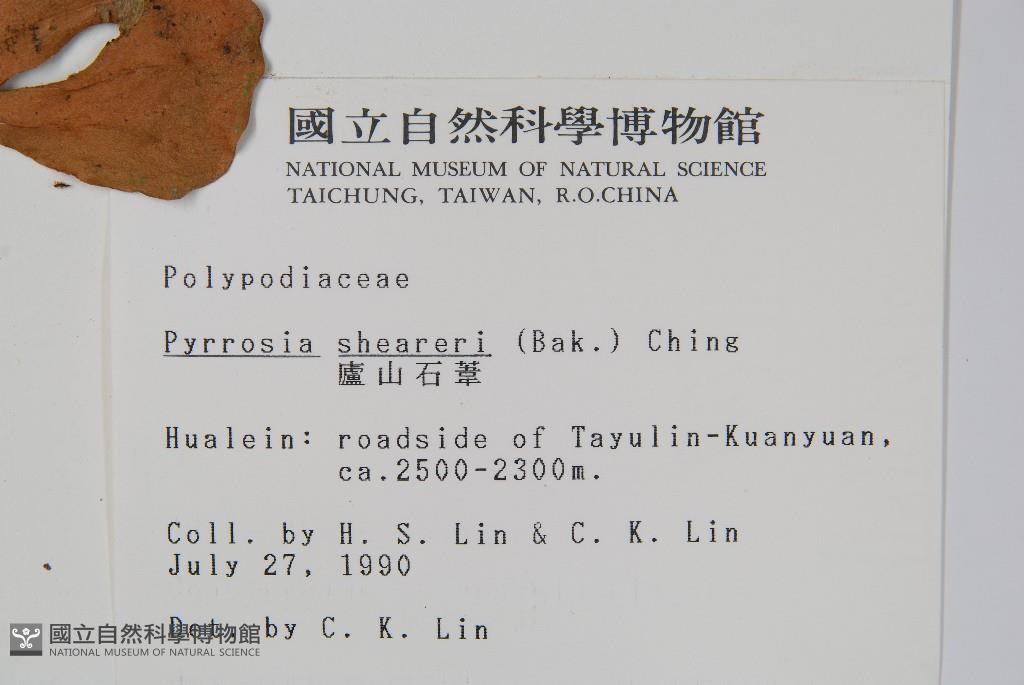 國立自然科學博物館
NATIONAL MUSEUM OF NATURAL SCIENCE
TAICHUNG, TAIWAN, R.O.CHINA
Polypodiaceae
Pyrrosia sheareri (Bak.) Ching
廬山石葦
Hualein: roadside of Tayulin-Kuanyuan,
ca.2500-2300m.
Coll. by H. S. Lin & C. K. Lin
July 27, 1990
Det. by C. K. Lin
國立自然科學博物館
NATIONAL MUSEUM OF NATURAL SCIENCE